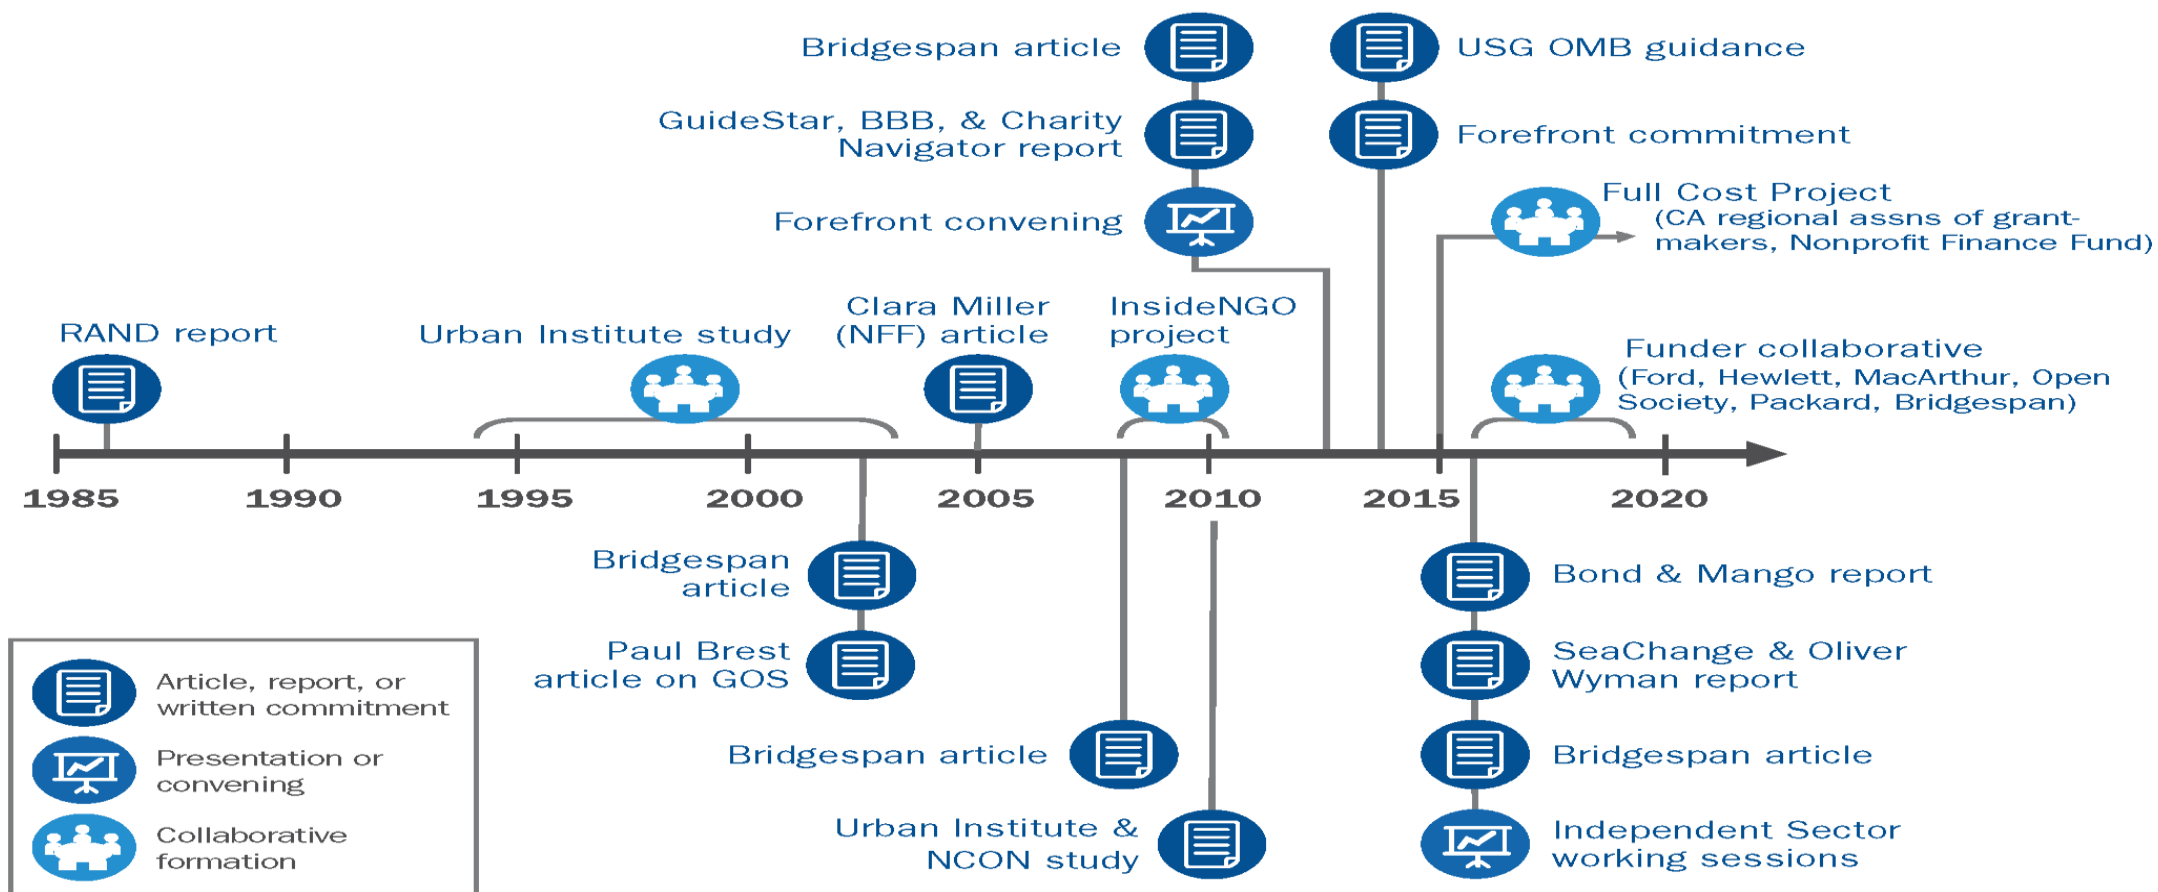 Bridgespan article
USG OMB guidance
GuideStar, BBB, & Charity
Navigator report
Forefront commitment
Forefront convening
Full Cost Project
(CA regional assns of grant-
makers, Nonprofit Finance Fund)
RAND report
Urban Institute study
Clara Miller
(NFF) article
InsideNGO
project
Funder collaborative
(Ford, Hewlett, MacArthur, Open
Society, Packard, Bridgespan)
1985
1990
1995
2000
2005
2010
2015
2020
Bridgespan
article
Paul Brest
article on GOS
Bridgespan article
Urban Institute &
NCON study
Bond & Mango report
SeaChange & Oliver
Wyman report
Bridgespan article
Independent Sector
working sessions
Article, report, or
written commitment
Presentation or
convening
Collaborative
formation